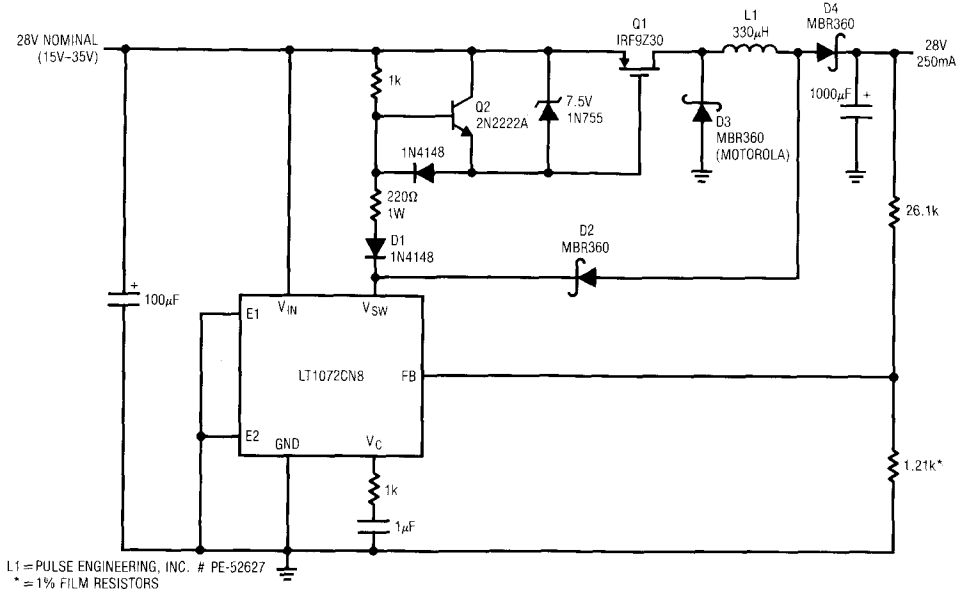 28V NOMINAL
(15V–35V)
1k
Q2
2N2222A
7.5V
1N755
Q1
IRF9Z30
L1
330µH
D4
MBR360
28V
250mA
1000µF
+
D3
MBR360
(MOTOROLA)
1N4148
220Ω
1W
D1
1N4148
D2
MBR360
26.1k
+
100µF
E1
VIN
VSW
LT1072CN8
FB
E2
GND
VC
1k
1µF
1.21k*
L1 = PULSE ENGINEERING, INC. # PE-52627
* = 1% FILM RESISTORS